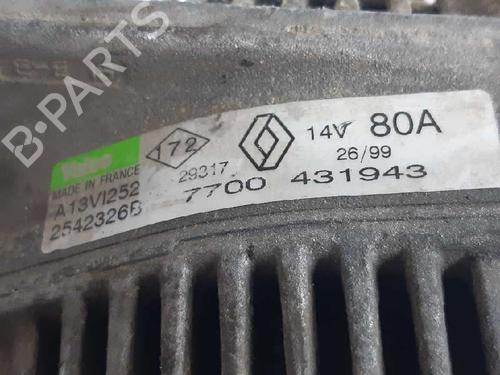 B-PARTS
Valeo
MADE IN FRANCE
A13VI252
2542326B
172
29317
7700 431943
14V 80A
26/99